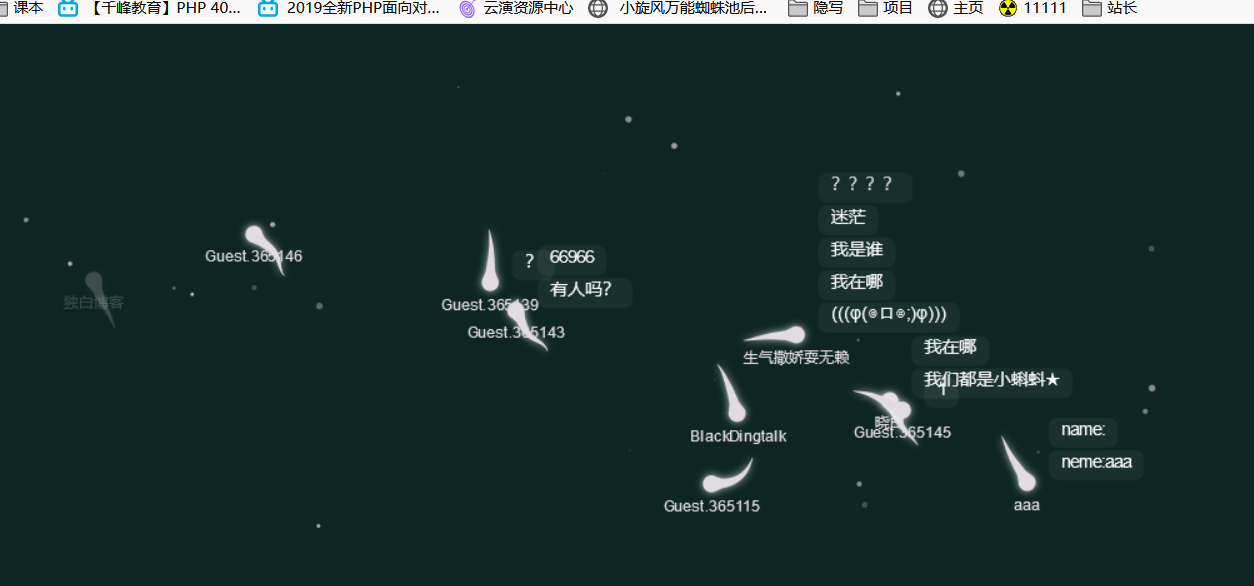 课本
【千峰教育】PHP 40...
2019全新PHP面向对...
云演资源中心
小旋风万能蜘蛛池后...
隐写
项目
主页
11111
站长
？？？？
迷茫
我是谁
我在哪
(((φ(◎ロ◎;)φ)))
我在哪
我们都是小蝌蚪★
Guest.365146
?
66966
有人吗?
独白博客
Guest.365139
Guest.365143
生气撒娇耍无赖
BlackDingtalk
Guest.365145
name:
neme:aaa
Guest.365115
aaa